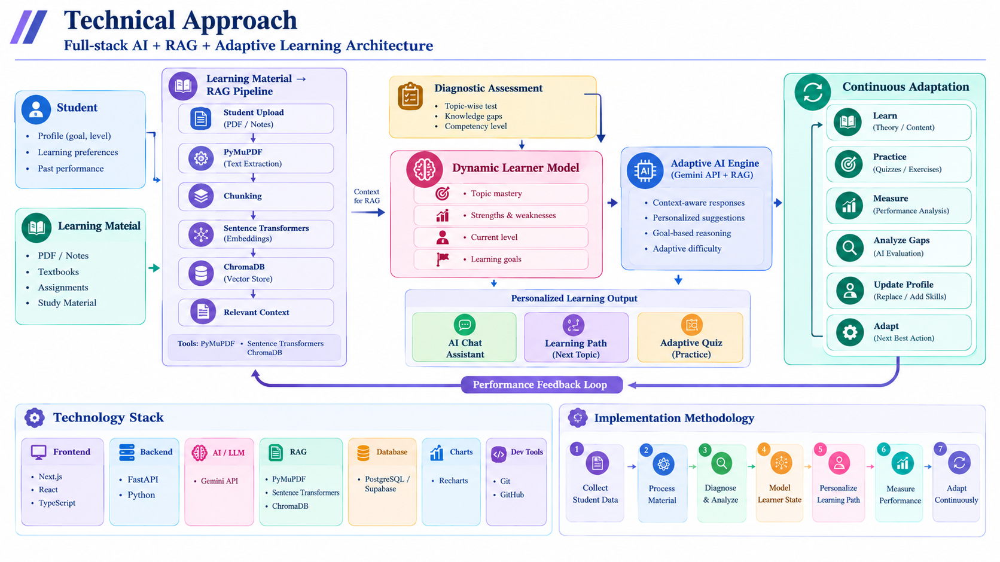 Technical Approach
Full-stack AI + RAG + Adaptive Learning Architecture
Student
• Profile (goal, level)
• Learning preferences
• Past performance
Learning Mateial
• PDF / Notes
• Textbooks
• Assignments
• Study Material
Learning Material →
RAG Pipeline
Student Upload
(PDF / Notes)
PyMuPDF
(Text Extraction)
Chunking
Sentence Transformers
(Embeddings)
ChromaDB
(Vector Store)
Relevant Context
Tools: PyMuPDF • Sentence Transformers
ChromaDB
Context
for RAG
Diagnostic Assessment
• Topic-wise test
• Knowledge gaps
• Competency level
Dynamic Learner Model
• Topic mastery
• Strengths & weaknesses
• Current level
• Learning goals
AI
Adaptive AI Engine
(Gemini API + RAG)
• Context-aware responses
• Personalized suggestions
• Goal-based reasoning
• Adaptive difficulty
Personalized Learning Output
AI Chat
Assistant
Learning Path
(Next Topic)
Adaptive Quiz
(Practice)
Continuous Adaptation
Learn
(Theory / Content)
Practice
(Quizzes / Exercises)
Measure
(Performance Analysis)
Analyze Gaps
(AI Evaluation)
Update Profile
(Replace / Add Skills)
Adapt
(Next Best Action)
Performance Feedback Loop
Technology Stack
Frontend
• Next.js
• React
• TypeScript
Backend
• FastAPI
• Python
AI / LLM
• Gemini API
RAG
• PyMuPDF
• Sentence Transformers
• ChromaDB
Database
• PostgreSQL /
Supabase
Charts
• Recharts
Dev Tools
• Git
• GitHub
Implementation Methodology
1
Collect
Student Data
2
Process
Material
3
Diagnose
& Analyze
4
Model
Learner State
5
Personalize
Learning Path
6
Measure
Performance
7
Adapt
Continuously